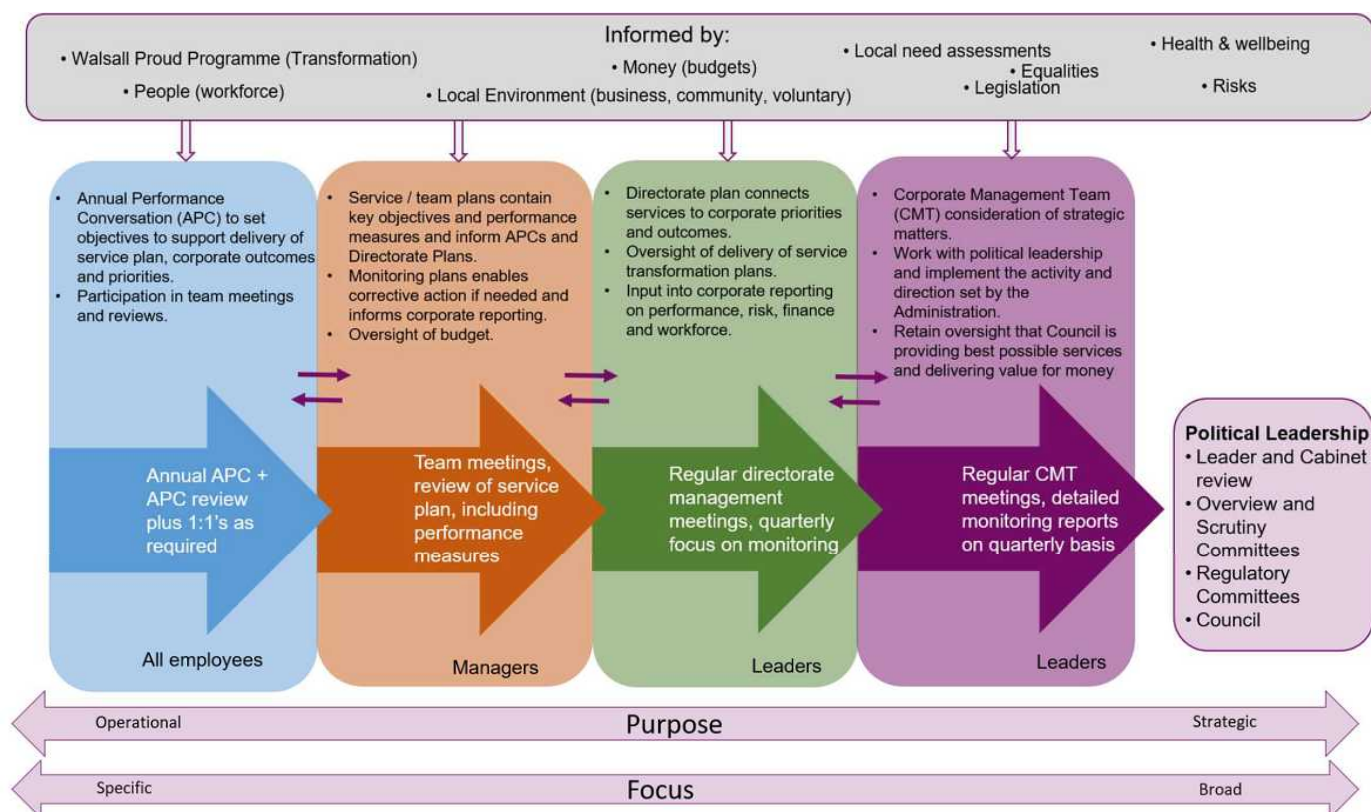 Informed by:
• Walsall Proud Programme (Transformation)
• People (workforce)
• Money (budgets)
• Local Environment (business, community, voluntary)
• Local need assessments
• Equalities
• Legislation
• Health & wellbeing
• Risks
• Annual Performance
Conversation (APC) to set
objectives to support delivery of
service plan, corporate outcomes
and priorities.
• Participation in team meetings
and reviews.
Annual APC +
APC review
plus 1:1's as
required
All employees
• Service / team plans contain
key objectives and performance
measures and inform APCs and
Directorate Plans.
• Monitoring plans enables
corrective action if needed and
informs corporate reporting.
• Oversight of budget.
Team meetings,
review of service
plan, including
performance
measures
Managers
• Directorate plan connects
services to corporate priorities
and outcomes.
• Oversight of delivery of service
transformation plans.
• Input into corporate reporting
on performance, risk, finance
and workforce.
Regular directorate
management
meetings, quarterly
focus on monitoring
Leaders
• Corporate Management Team
(CMT) consideration of strategic
matters.
• Work with political leadership
and implement the activity and
direction set by the
Administration.
• Retain oversight that Council is
providing best possible services
and delivering value for money
Regular CMT
meetings, detailed
monitoring reports
on quarterly basis
Leaders
Political Leadership
• Leader and Cabinet
review
• Overview and
Scrutiny
Committees
• Regulatory
Committees
• Council
Operational Purpose Strategic
Specific Focus Broad